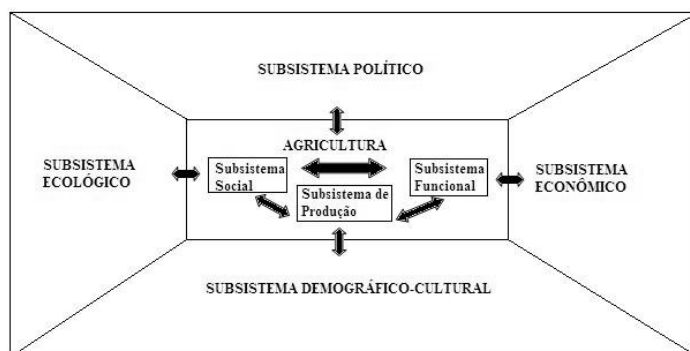 SUBSISTEMA POLÍTICO
AGRICULTURA
SUBSISTEMA
ECOLÓGICO
Subsistema
Social
Subsistema de
Produção
Subsistema
Funcional
SUBSISTEMA
ECONÔMICO
SUBSISTEMA DEMOGRÁFICO-CULTURAL